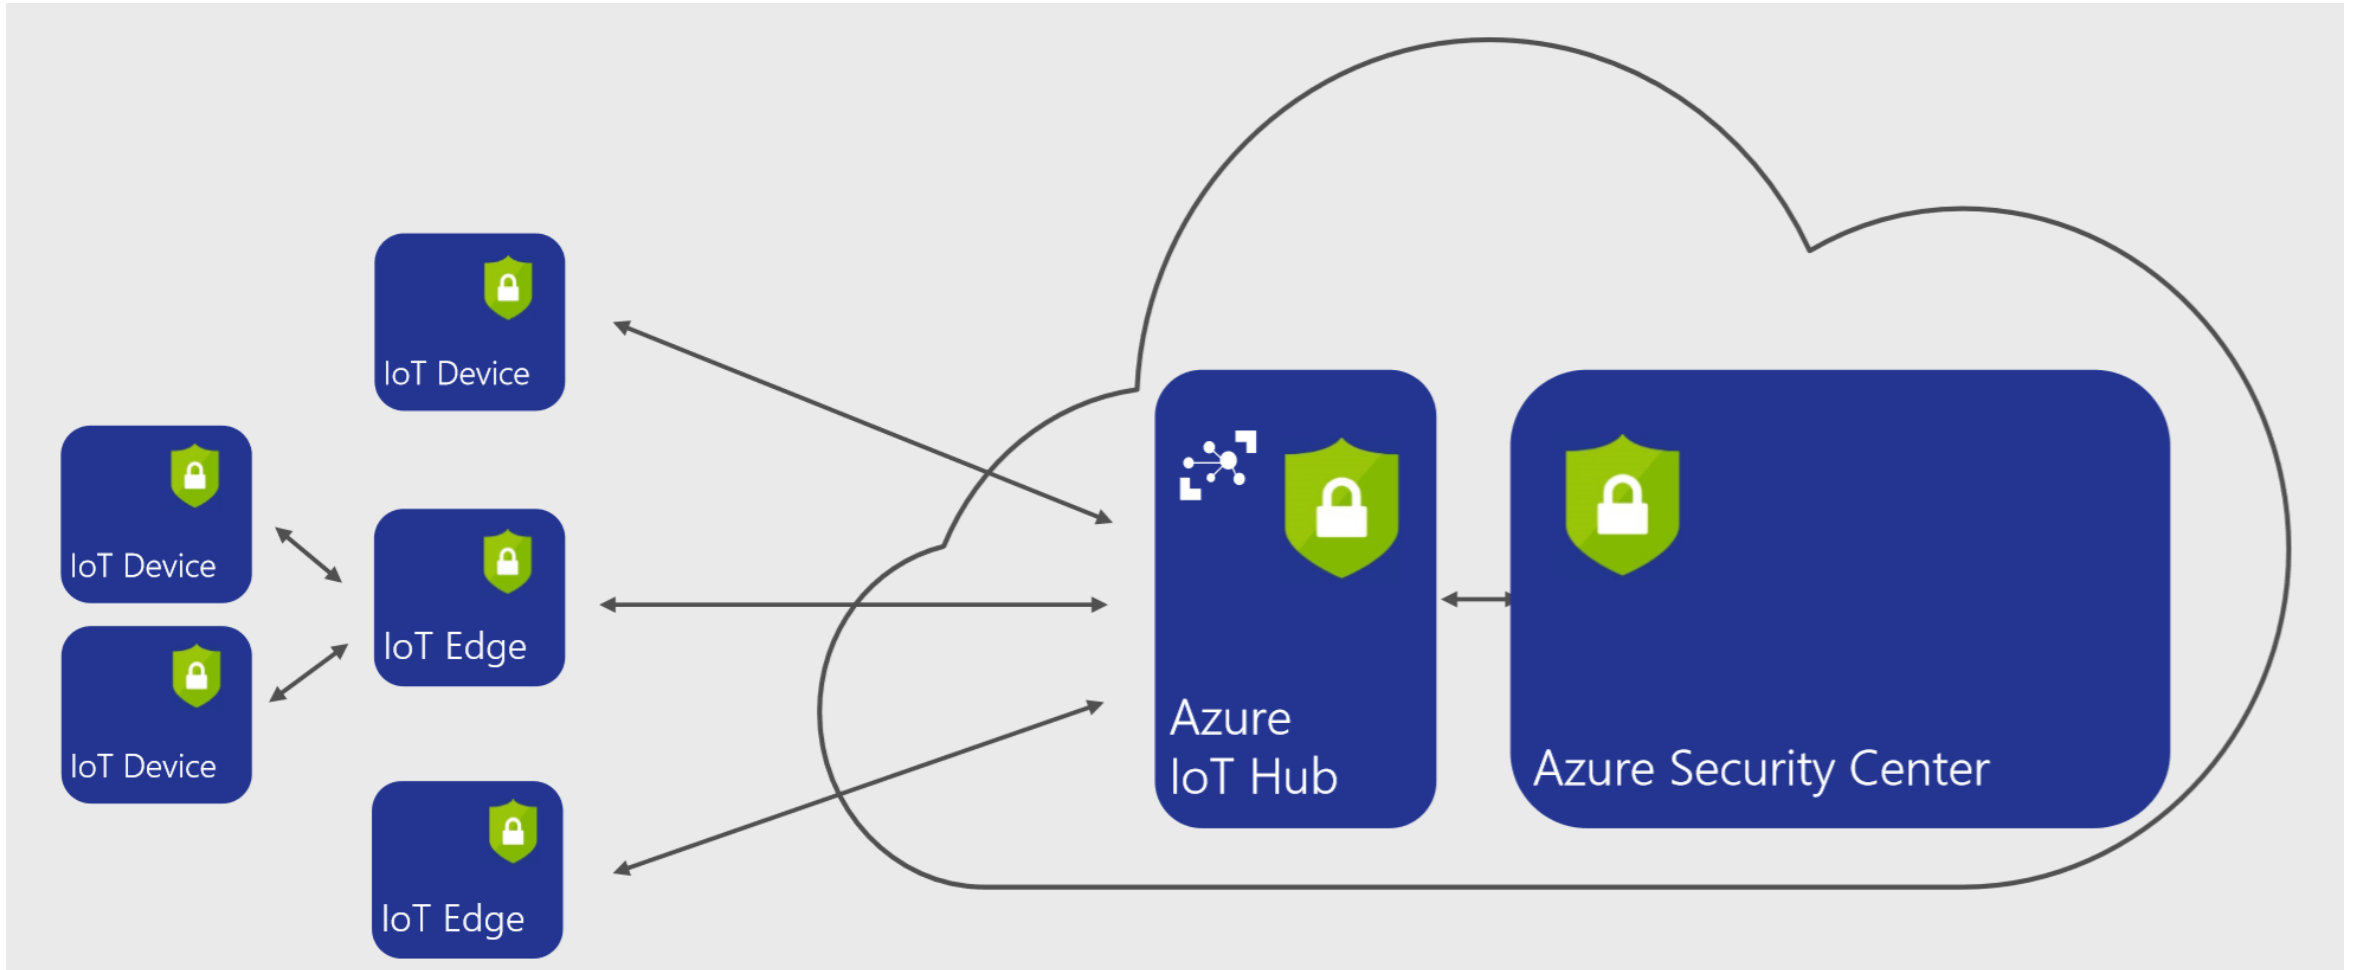 IoT Device
IoT Device
IoT Edge
IoT Device
IoT Edge
Azure
IoT Hub
Azure Security Center